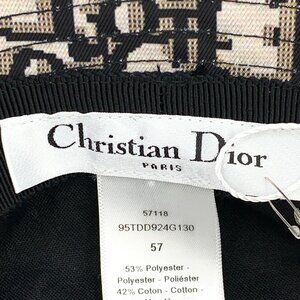 Christian Dior
PARIS
57118
95TDD924G130
57
53% Polyester -
Polyester - Poliéster
42% Coton - Cotton -